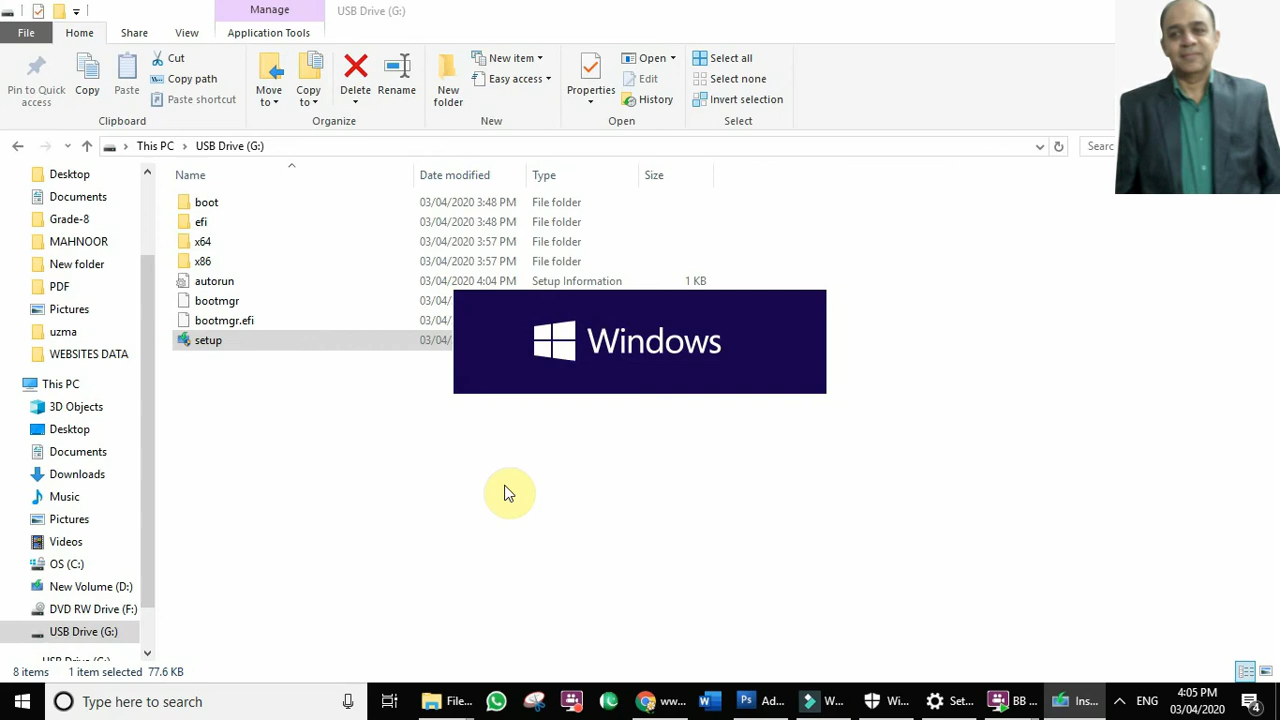 Manage
USB Drive (G:)
File
Home
Share
View
Application Tools
Pin to Quick access
Copy
Paste
Cut
Copy path
Paste shortcut
Clipboard
Move to
Copy to
Delete
Rename
Organize
New folder
New item
Easy access
New
Properties
Open
Edit
History
Open
Select all
Select none
Invert selection
Select
This PC
USB Drive (G:)
Name
Date modified
Type
Size
boot 03/04/2020 3:48 PM File folder
efi 03/04/2020 3:48 PM File folder
x64 03/04/2020 3:57 PM File folder
x86 03/04/2020 3:57 PM File folder
autorun 03/04/2020 4:04 PM Setup Information 1 KB
bootmgr 03/04/
bootmgr.efi 03/04/
setup 03/04/
Windows
Desktop
Documents
Grade-8
MAHNOOR
New folder
PDF
Pictures
uzma
WEBSITES DATA
This PC
3D Objects
Desktop
Documents
Downloads
Music
Pictures
Videos
OS (C:)
New Volume (D:)
DVD RW Drive (F:)
USB Drive (G:)
8 items 1 item selected 77.6 KB
Type here to search
File...
www...
Ad...
W...
Wi...
Set...
BB ...
Ins...
ENG
4:05 PM
03/04/2020
4